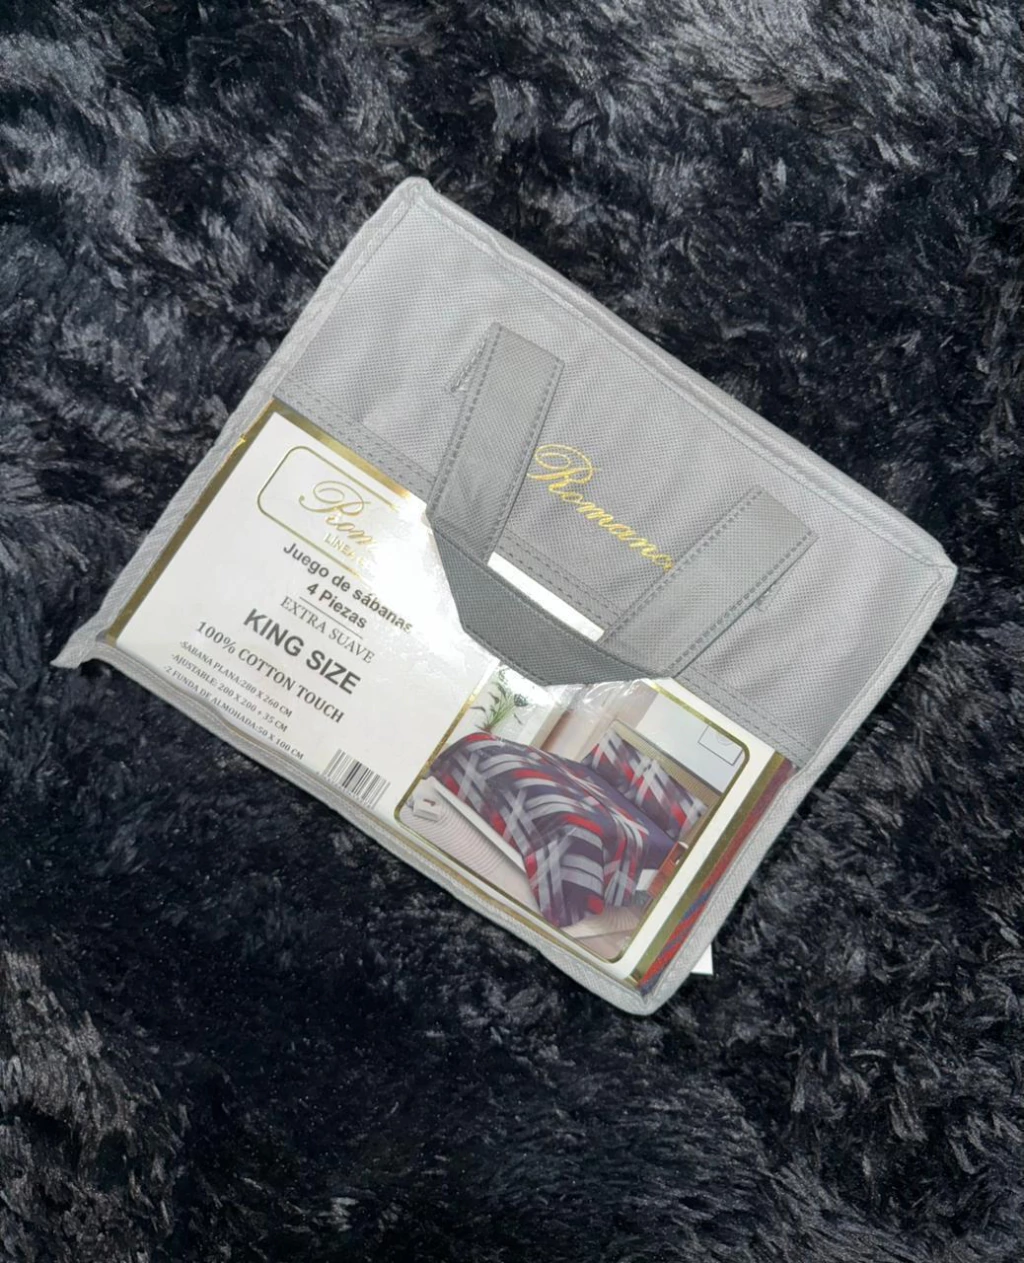 Romana
LÍNEA
Juego de sábanas
4 Piezas
EXTRA SUAVE
KING SIZE
100% COTTON TOUCH
-SABANA PLANA:280 X 260 CM
-AJUSTABLE: 200 X 200 + 35 CM
-2 FUNDA DE ALMOHADA:50 X 100 CM